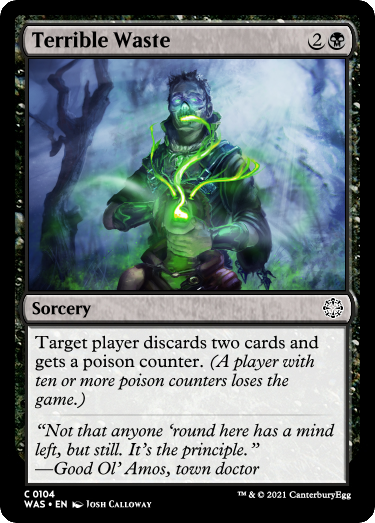 Terrible Waste 2
Sorcery
Target player discards two cards and
gets a poison counter. (A player with
ten or more poison counters loses the
game.)
“Not that anyone ‘round here has a mind
left, but still. It’s the principle.”
—Good Ol’ Amos, town doctor
C 0104
WAS • EN Josh Calloway
™ & © 2021 CanterburyEgg